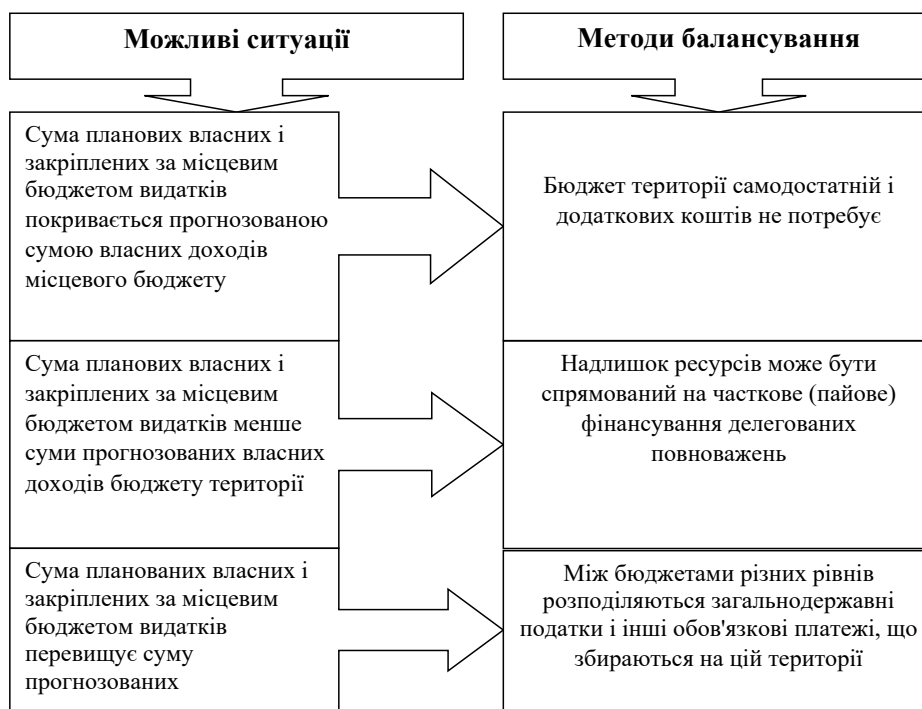 Можливі ситуації
Методи балансування
Сума планових власних і
закріплених за місцевим
бюджетом видатків
покривається прогнозованою
сумою власних доходів
місцевого бюджету
Бюджет території самодостатній і
додаткових коштів не потребує
Сума планових власних і
закріплених за місцевим
бюджетом видатків менше
суми прогнозованих власних
доходів бюджету території
Надлишок ресурсів може бути
спрямований на часткове (пайове)
фінансування делегованих
повноважень
Сума планованих власних і
закріплених за місцевим
бюджетом видатків
перевищує суму
прогнозованих
Між бюджетами різних рівнів
розподіляються загальнодержавні
податки і інші обов'язкові платежі, що
збираються на цій території